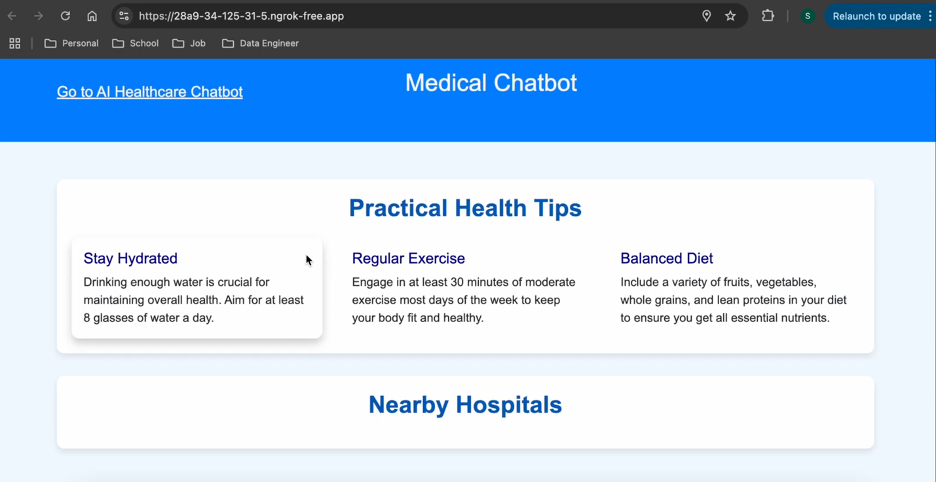 https://28a9-34-125-31-5.ngrok-free.app
S
Relaunch to update
Personal
School
Job
Data Engineer
Go to AI Healthcare Chatbot
Medical Chatbot
Practical Health Tips
Stay Hydrated
Drinking enough water is crucial for
maintaining overall health. Aim for at least
8 glasses of water a day.
Regular Exercise
Engage in at least 30 minutes of moderate
exercise most days of the week to keep
your body fit and healthy.
Balanced Diet
Include a variety of fruits, vegetables,
whole grains, and lean proteins in your diet
to ensure you get all essential nutrients.
Nearby Hospitals